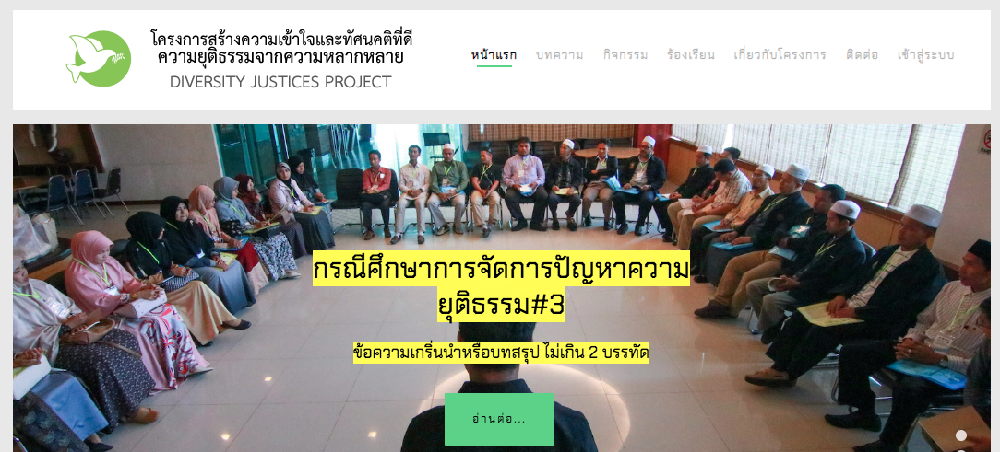 โครงการสร้างความเข้าใจและทัศนคติที่ดี
ความยุติธรรมจากความหลากหลาย
DIVERSITY JUSTICES PROJECT
หน้าแรก บทความ กิจกรรม ร้องเรียน เกี่ยวกับโครงการ ติดต่อ เข้าสู่ระบบ
กรณีศึกษาการจัดการปัญหาความ
ยุติธรรม#3
ข้อความเกริ่นนำหรือบทสรุป ไม่เกิน 2 บรรทัด
อ่านต่อ...